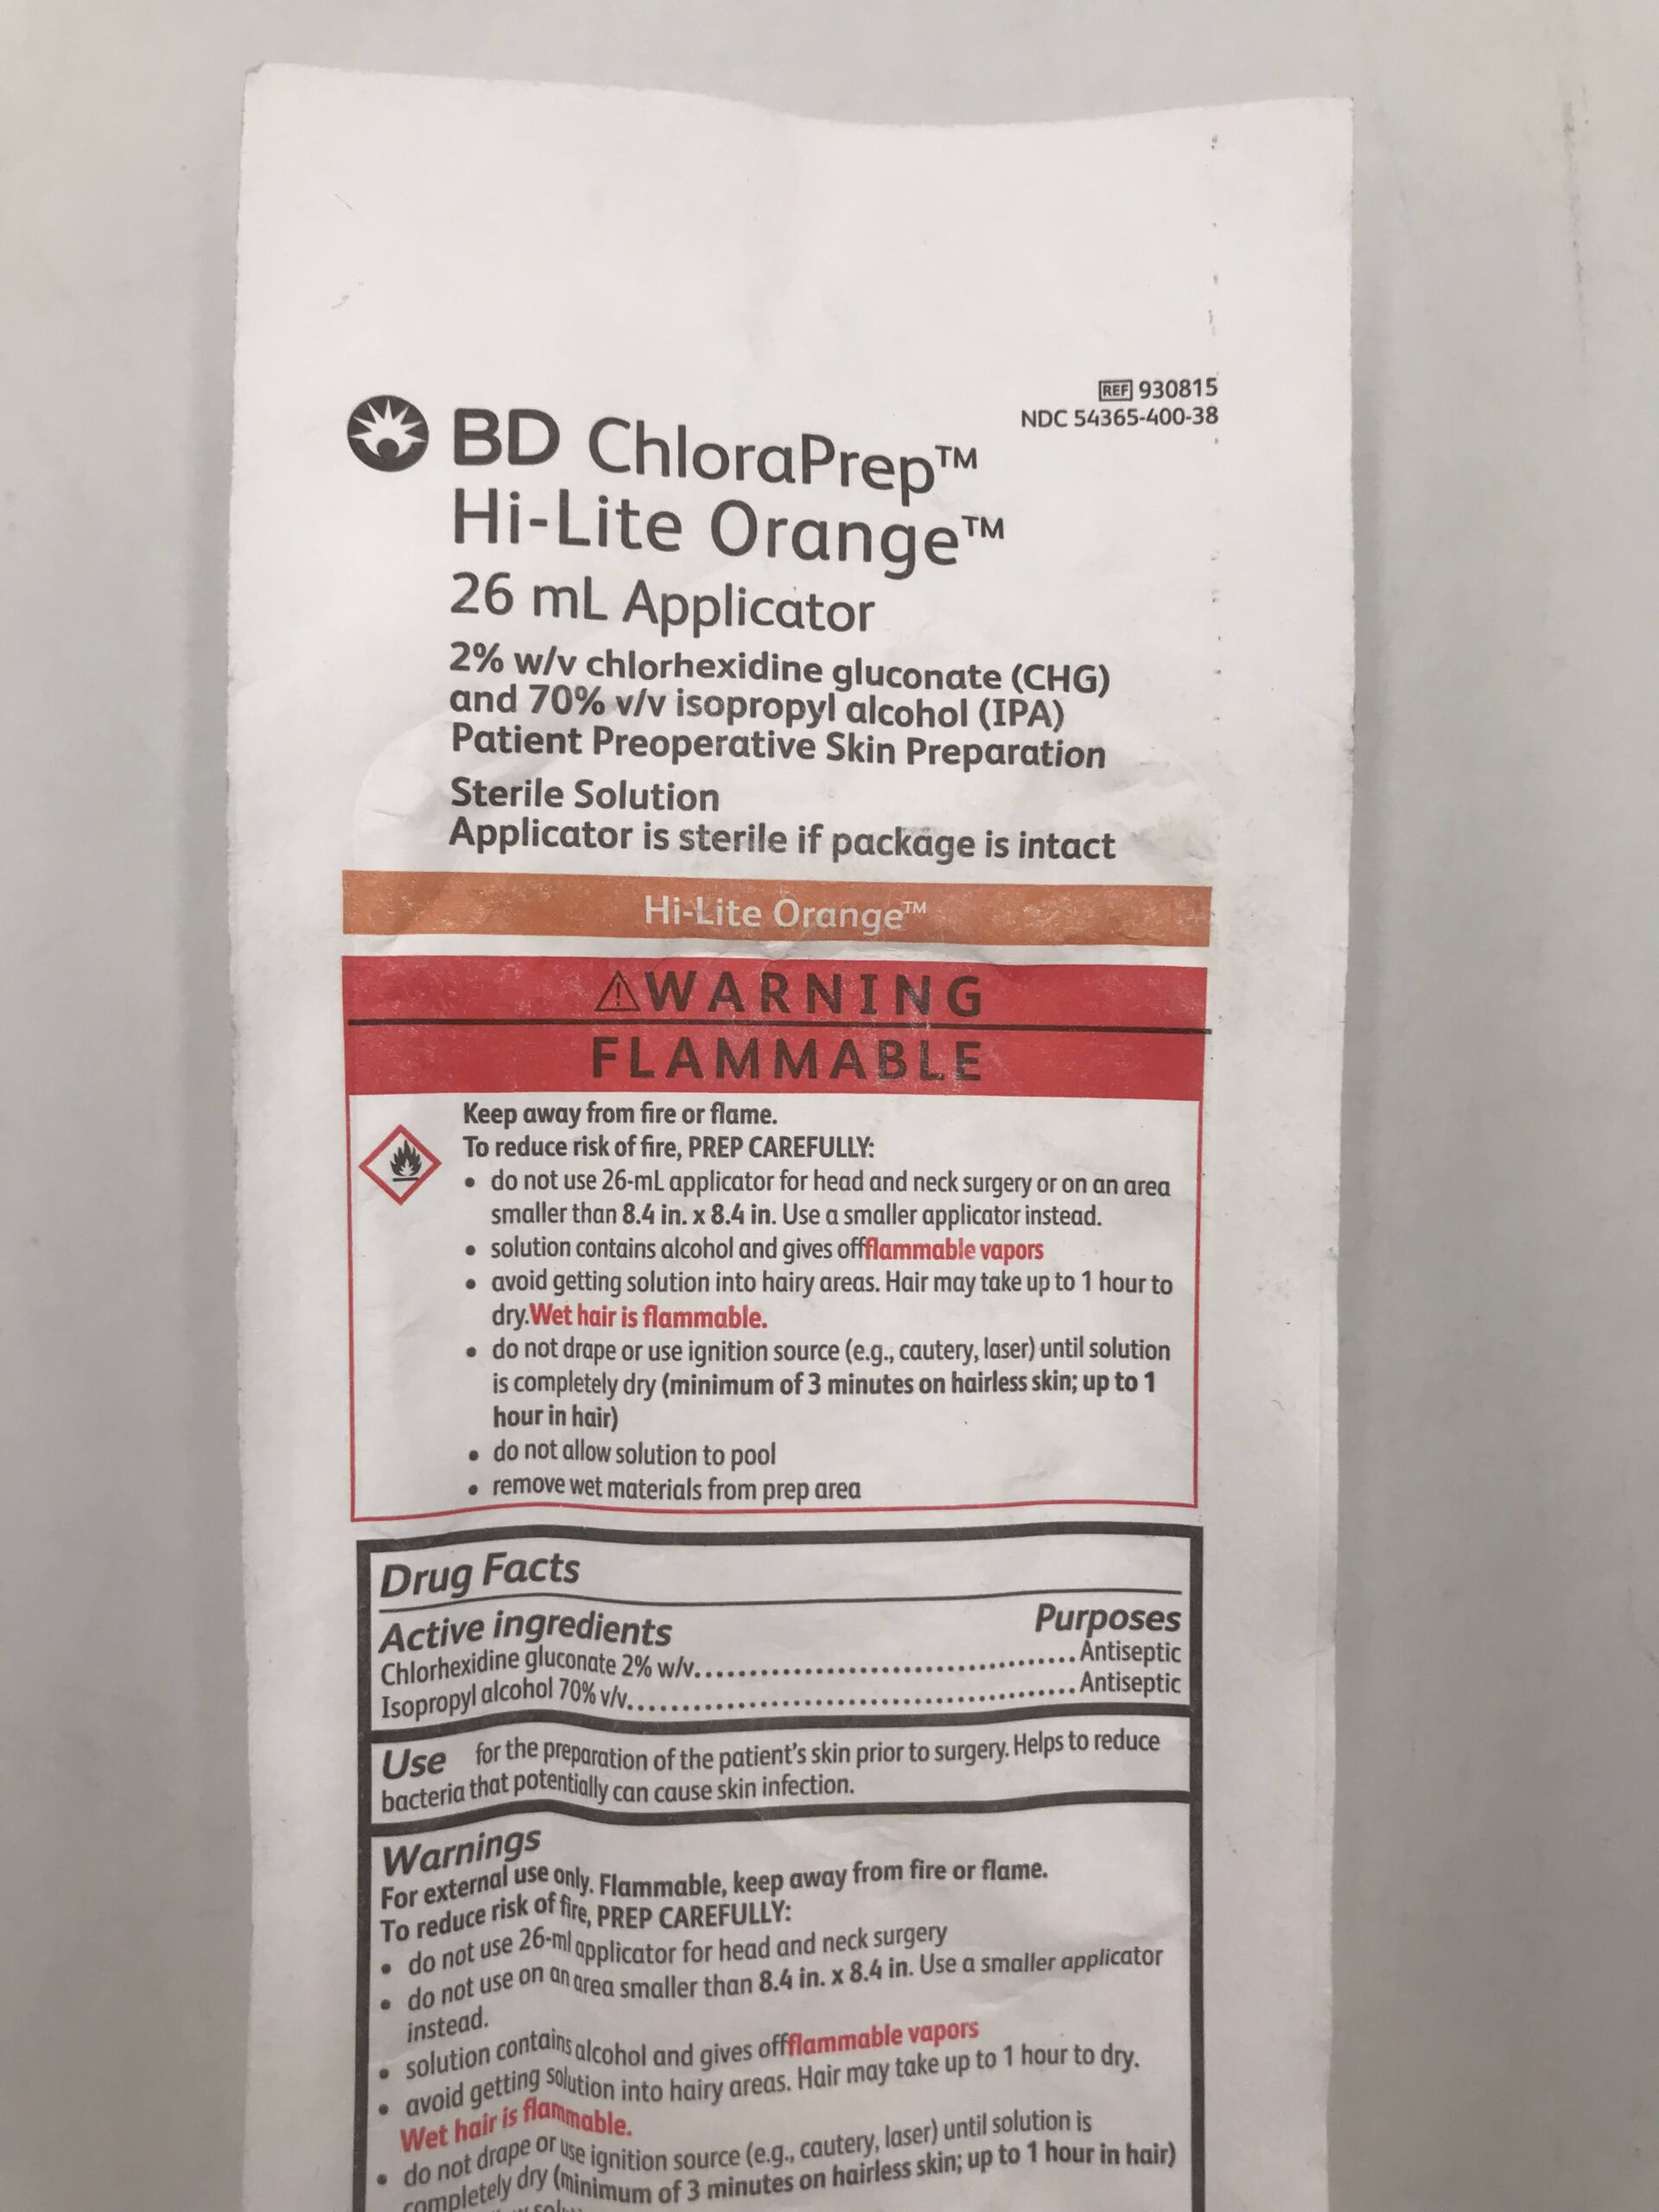 REF 930815
NDC 54365-400-38
BD ChloraPrep™
Hi-Lite Orange™
26 mL Applicator
2% w/v chlorhexidine gluconate (CHG)
and 70% v/v isopropyl alcohol (IPA)
Patient Preoperative Skin Preparation
Sterile Solution
Applicator is sterile if package is intact
Hi-Lite Orange™
⚠WARNING
FLAMMABLE
Keep away from fire or flame.
To reduce risk of fire, PREP CAREFULLY:
• do not use 26-mL applicator for head and neck surgery or on an area
smaller than 8.4 in. x 8.4 in. Use a smaller applicator instead.
• solution contains alcohol and gives offflammable vapors
• avoid getting solution into hairy areas. Hair may take up to 1 hour to
dry.Wet hair is flammable.
• do not drape or use ignition source (e.g., cautery, laser) until solution
is completely dry (minimum of 3 minutes on hairless skin; up to 1
hour in hair)
• do not allow solution to pool
• remove wet materials from prep area
Drug Facts
Active ingredients Purposes
Chlorhexidine gluconate 2% w/v.......................................Antiseptic
Isopropyl alcohol 70% v/v.............................................Antiseptic
Use for the preparation of the patient's skin prior to surgery. Helps to reduce
bacteria that potentially can cause skin infection.
Warnings
For external use only. Flammable, keep away from fire or flame.
To reduce risk of fire, PREP CAREFULLY:
• do not use 26-ml applicator for head and neck surgery
• do not use on an area smaller than 8.4 in. x 8.4 in. Use a smaller applicator
instead.
• solution contains alcohol and gives offflammable vapors
• avoid getting solution into hairy areas. Hair may take up to 1 hour to dry.
Wet hair is flammable.
• do not drape or use ignition source (e.g., cautery, laser) until solution is
completely dry (minimum of 3 minutes on hairless skin; up to 1 hour in hair)